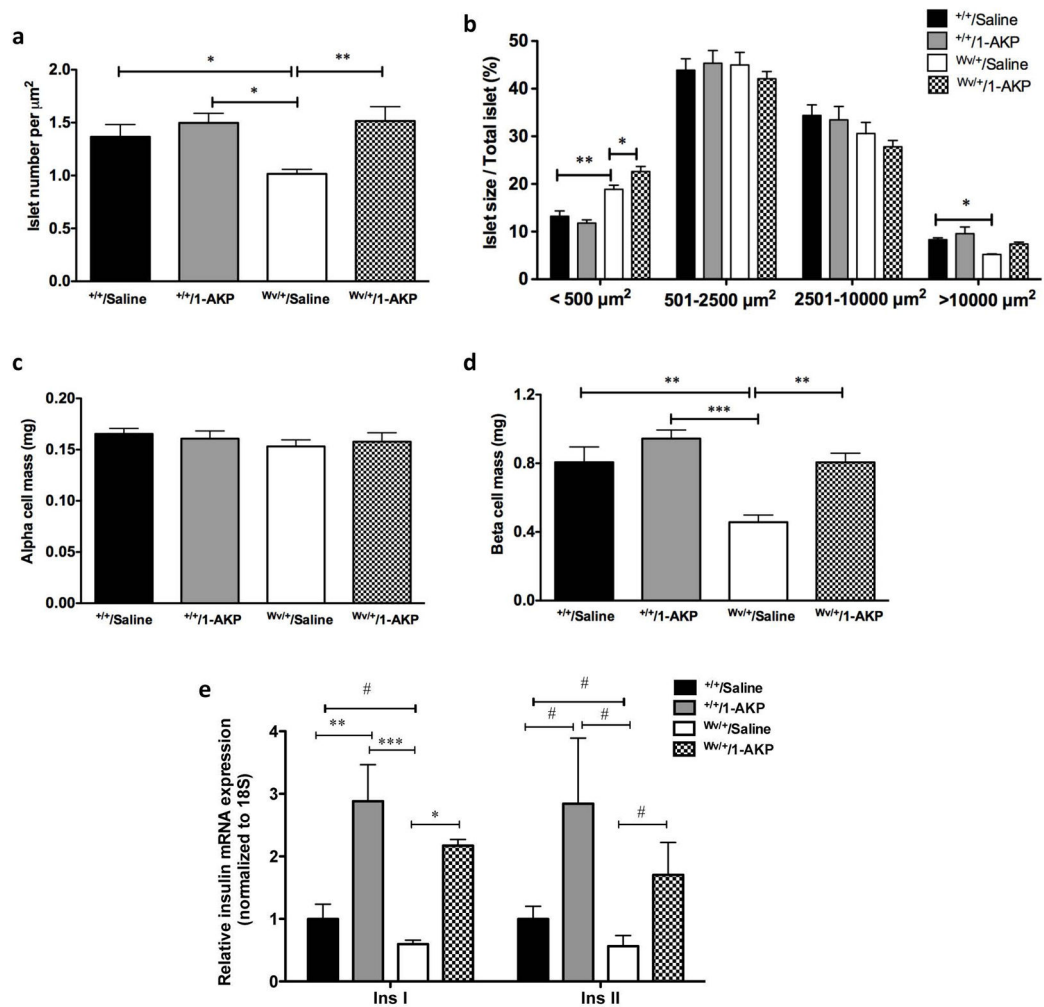 a
Islet number per μm²
2.0
1.5
1.0
0.5
0.0
*
**
*
+/+/Saline
+/+/1-AKP
Wv/+/Saline
Wv/+/1-AKP
b
+/+/Saline
+/+/1-AKP
Wv/+/Saline
Wv/+/1-AKP
Islet size / Total islet (%)
50
40
30
20
10
0
**
*
*
< 500 μm²
501-2500 μm²
2501-10000 μm²
>10000 μm²
c
Alpha cell mass (mg)
0.20
0.15
0.10
0.05
0.00
+/+/Saline
+/+/1-AKP
Wv/+/Saline
Wv/+/1-AKP
d
Beta cell mass (mg)
1.2
0.8
0.4
0.0
**
**
***
+/+/Saline
+/+/1-AKP
Wv/+/Saline
Wv/+/1-AKP
e
+/+/Saline
+/+/1-AKP
Wv/+/Saline
Wv/+/1-AKP
Relative insulin mRNA expression
(normalized to 18S)
4
3
2
1
0
#
**
***
*
#
#
#
#
Ins I
Ins II